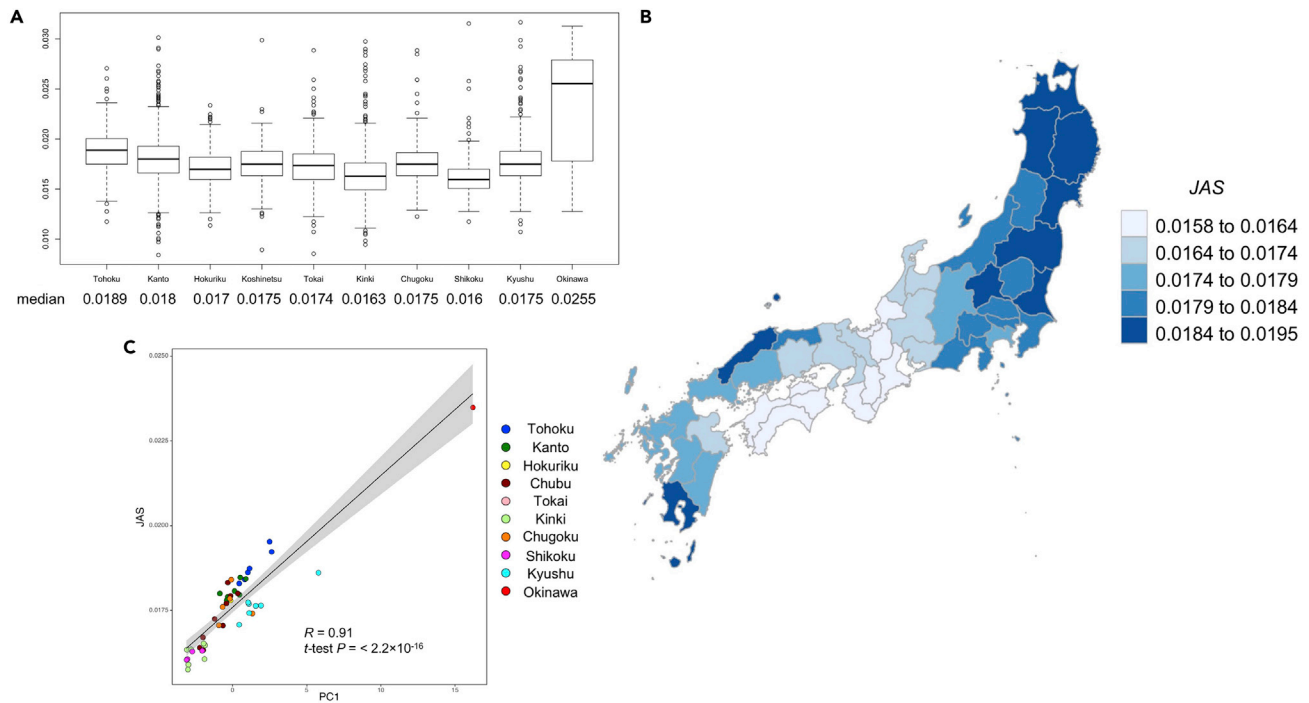 A
0.030
0.025
0.020
0.015
0.010
Tohoku Kanto Hokuriku Koshinetsu Tokai Kinki Chugoku Shikoku Kyushu Okinawa
median 0.0189 0.018 0.017 0.0175 0.0174 0.0163 0.0175 0.016 0.0175 0.0255
B
JAS
0.0158 to 0.0164
0.0164 to 0.0174
0.0174 to 0.0179
0.0179 to 0.0184
0.0184 to 0.0195
C
0.0250
0.0225
0.0200
0.0175
JAS
0 5 10 15
PC1
R = 0.91
t-test P = < 2.2×10-16
Tohoku
Kanto
Hokuriku
Chubu
Tokai
Kinki
Chugoku
Shikoku
Kyushu
Okinawa